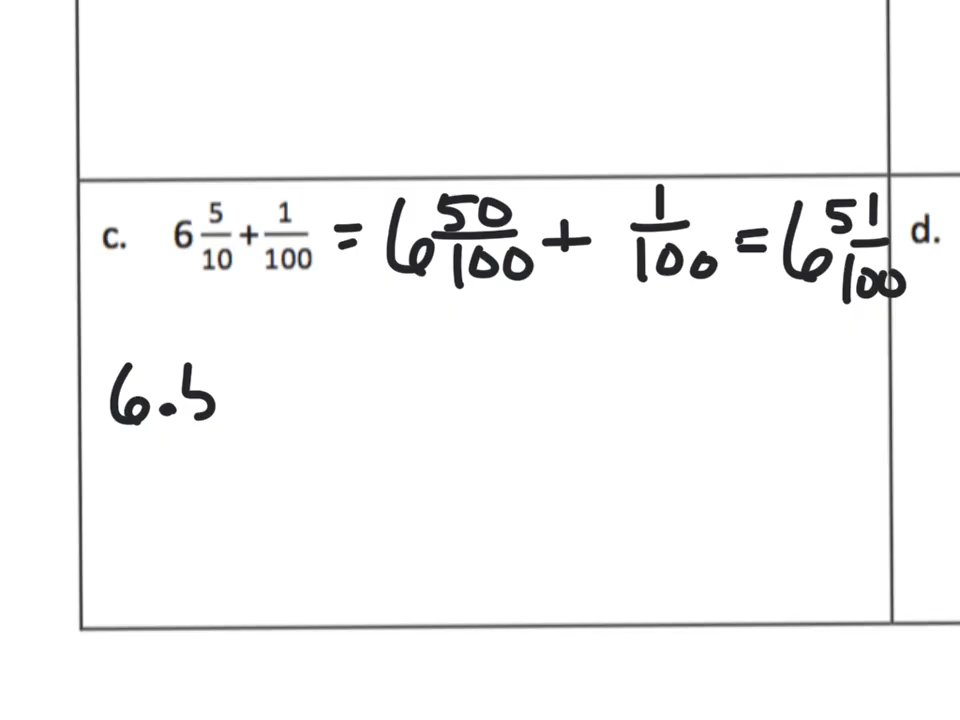 c. 6 5/10 + 1/100 = 6 50/100 + 1/100 = 6 51/100 d.
6.5